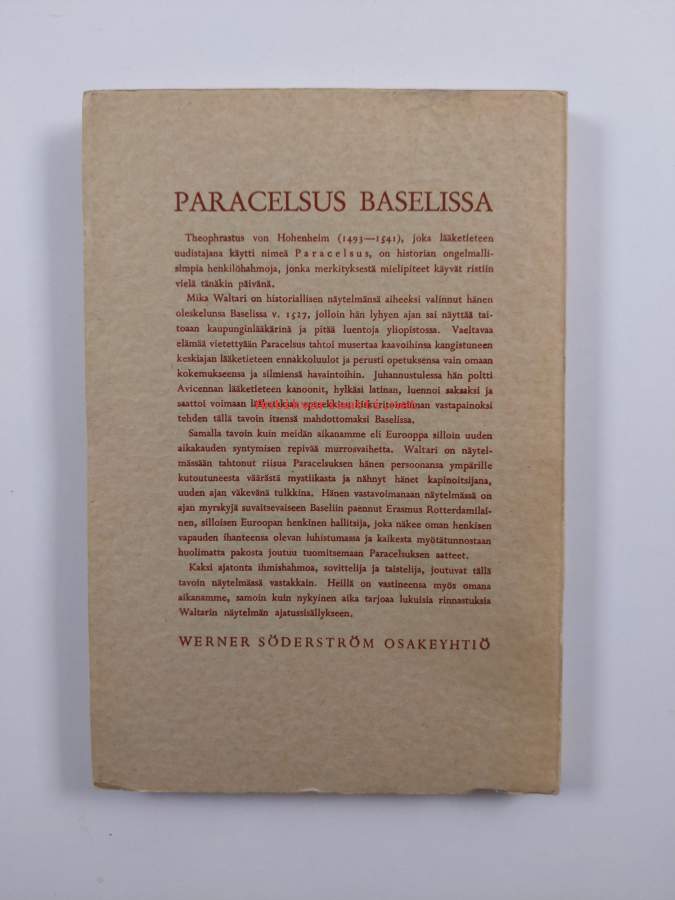 PARACELSUS BASELISSA
Theophrastus von Hohenheim (1493—1541), joka lääketieteen
uudistajana käytti nimeä Paracelsus, on historian ongelmalli-
simpia henkilöhahmoja, jonka merkityksestä mielipiteet käyvät ristiin
vielä tänäkin päivänä.
Mika Waltari on historiallisen näytelmänsä aiheeksi valinnut hänen
oleskelunsa Baselissa v. 1527, jolloin hän lyhyen ajan sai näyttää tai-
toaan kaupunginlääkärinä ja pitää luentoja yliopistossa. Vaeltavaa
elämää vietettyään Paracelsus tahtoi musertaa kaavoihinsa kangistuneen
keskiajan lääketieteen ennakkoluulot ja perusti opetuksensa vain omaan
kokemukseensa ja silmiensä havaintoihin. Juhannustulessa hän poltti
Avicennan lääketieteen kanoonit, hylkäsi latinan, luennoi saksaksi ja
saattoi voimaan vastapainoksi
tehden tällä tavoin itsensä mahdottomaksi Baselissa.
Samalla tavoin kuin meidän aikanamme eli Eurooppa silloin uuden
aikakauden syntymisen repivää murrosvaihetta. Waltari on näytel-
mässään tahtonut riisua Paracelsuksen hänen persoonansa ympärille
kutoutuneesta väärästä mystiikasta ja nähnyt hänet kapinoitsijana,
uuden ajan väkevänä tulkkina. Hänen vastavoimanaan näytelmässä on
ajan myrskyjä suvaitsevaiseen Baseliin paennut Erasmus Rotterdamilai-
nen, silloisen Euroopan henkinen hallitsija, joka näkee oman henkisen
vapauden ihanteensa olevan luhistumassa ja kaikesta myötätunnostaan
huolimatta pakosta joutuu tuomitsemaan Paracelsuksen aatteet.
Kaksi ajatonta ihmishahmoa, sovittelija ja taistelija, joutuvat tällä
tavoin näytelmässä vastakkain. Heillä on vastineensa myös omana
aikanamme, samoin kuin nykyinen aika tarjoaa lukuisia rinnastuksia
Waltarin näytelmän ajatussisällykseen.
WERNER SÖDERSTRÖM OSAKEYHTIÖ